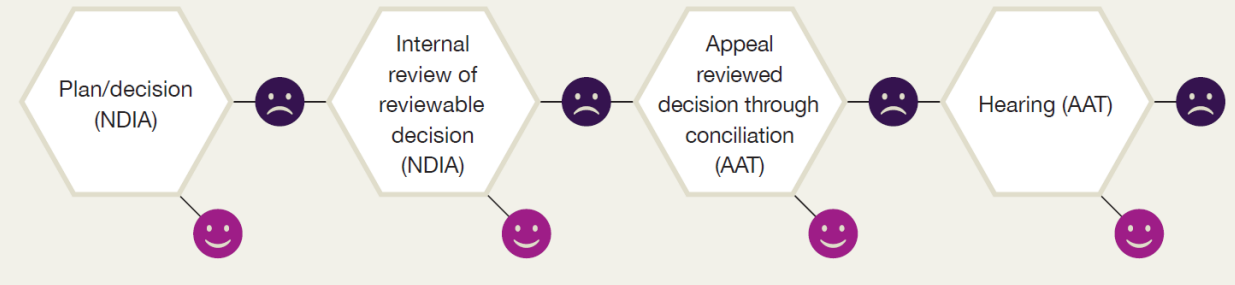 Plan/decision
(NDIA)
Internal
review of
reviewable
decision
(NDIA)
Appeal
reviewed
decision through
conciliation
(AAT)
Hearing (AAT)